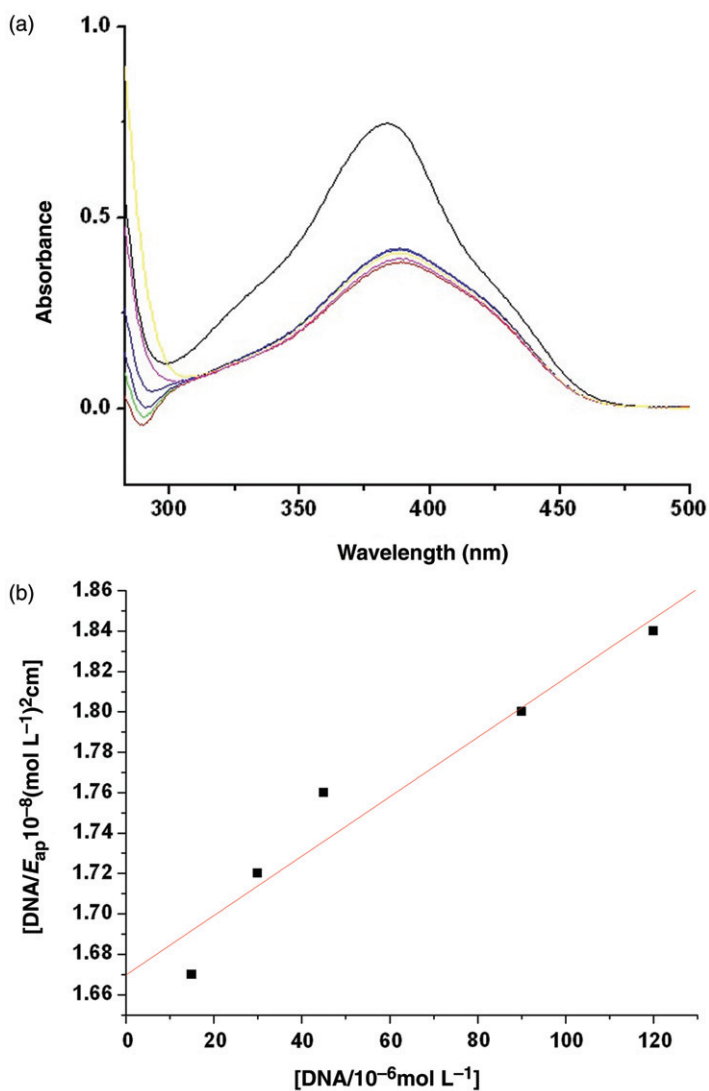 (a)
1.0
0.5
0.0
Absorbance
300 350 400 450 500
Wavelength (nm)
(b)
1.86
1.84
1.82
1.80
1.78
1.76
1.74
1.72
1.70
1.68
1.66
[DNA/Eap10–8(mol L–1)2cm]
0 20 40 60 80 100 120
[DNA/10–6mol L–1]